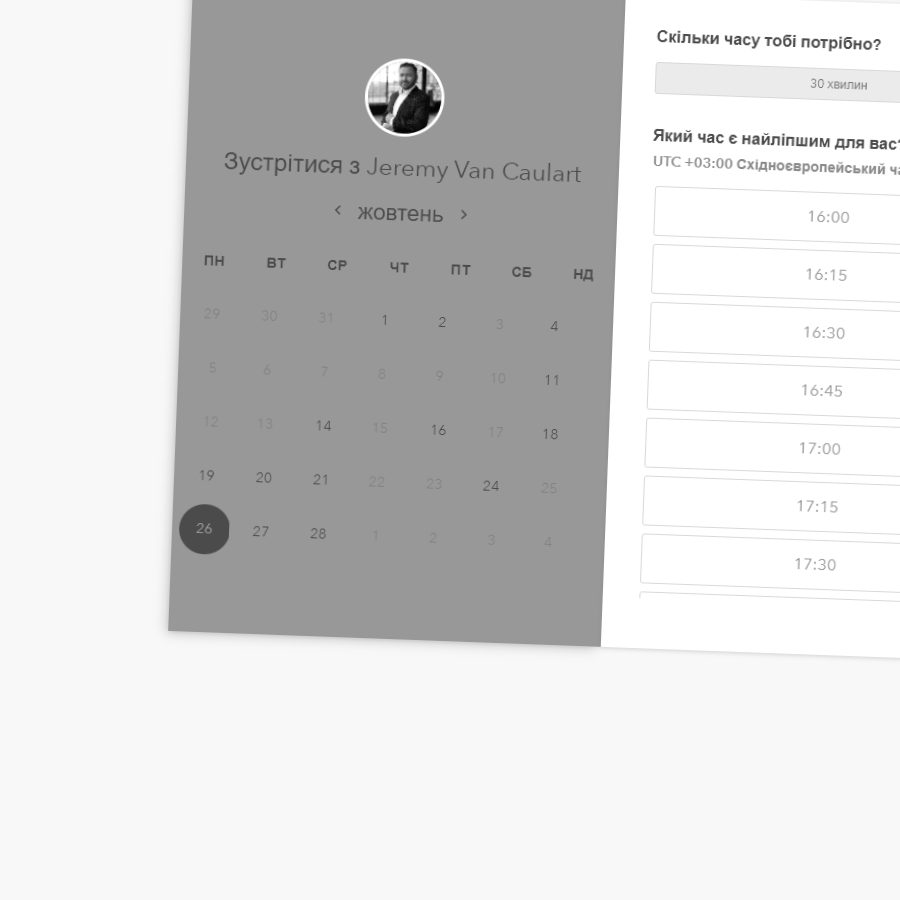 Зустрітися з Jeremy Van Caulart
‹ жовтень ›
ПН ВТ СР ЧТ ПТ СБ НД
29 30 31 1 2 3 4
5 6 7 8 9 10 11
12 13 14 15 16 17 18
19 20 21 22 23 24 25
26 27 28 1 2 3 4
Скільки часу тобі потрібно?
30 хвилин
Який час є найліпшим для вас?
UTC +03:00 Східноєвропейський
16:00
16:15
16:30
16:45
17:00
17:15
17:30